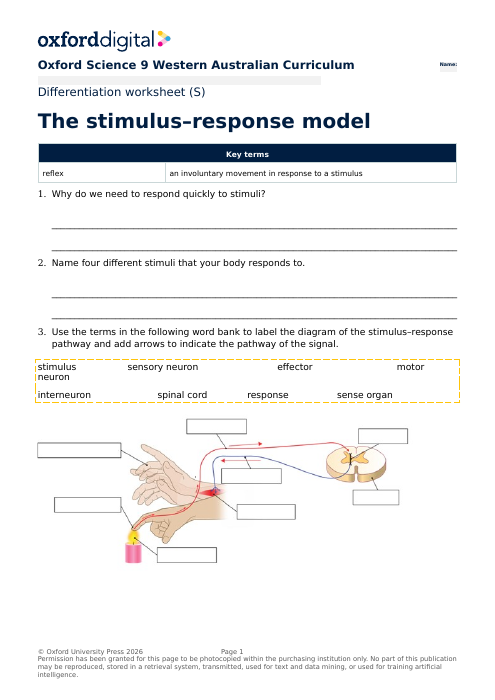 oxforddigital
Oxford Science 9 Western Australian Curriculum
Name:
Differentiation worksheet (S)
The stimulus–response model
Key terms
reflex an involuntary movement in response to a stimulus
1. Why do we need to respond quickly to stimuli?
2. Name four different stimuli that your body responds to.
3. Use the terms in the following word bank to label the diagram of the stimulus–response
pathway and add arrows to indicate the pathway of the signal.
stimulus sensory neuron effector motor
neuron
interneuron spinal cord response sense organ
© Oxford University Press 2026 Page 1
Permission has been granted for this page to be photocopied within the purchasing institution only. No part of this publication
may be reproduced, stored in a retrieval system, transmitted, used for text and data mining, or used for training artificial
intelligence.